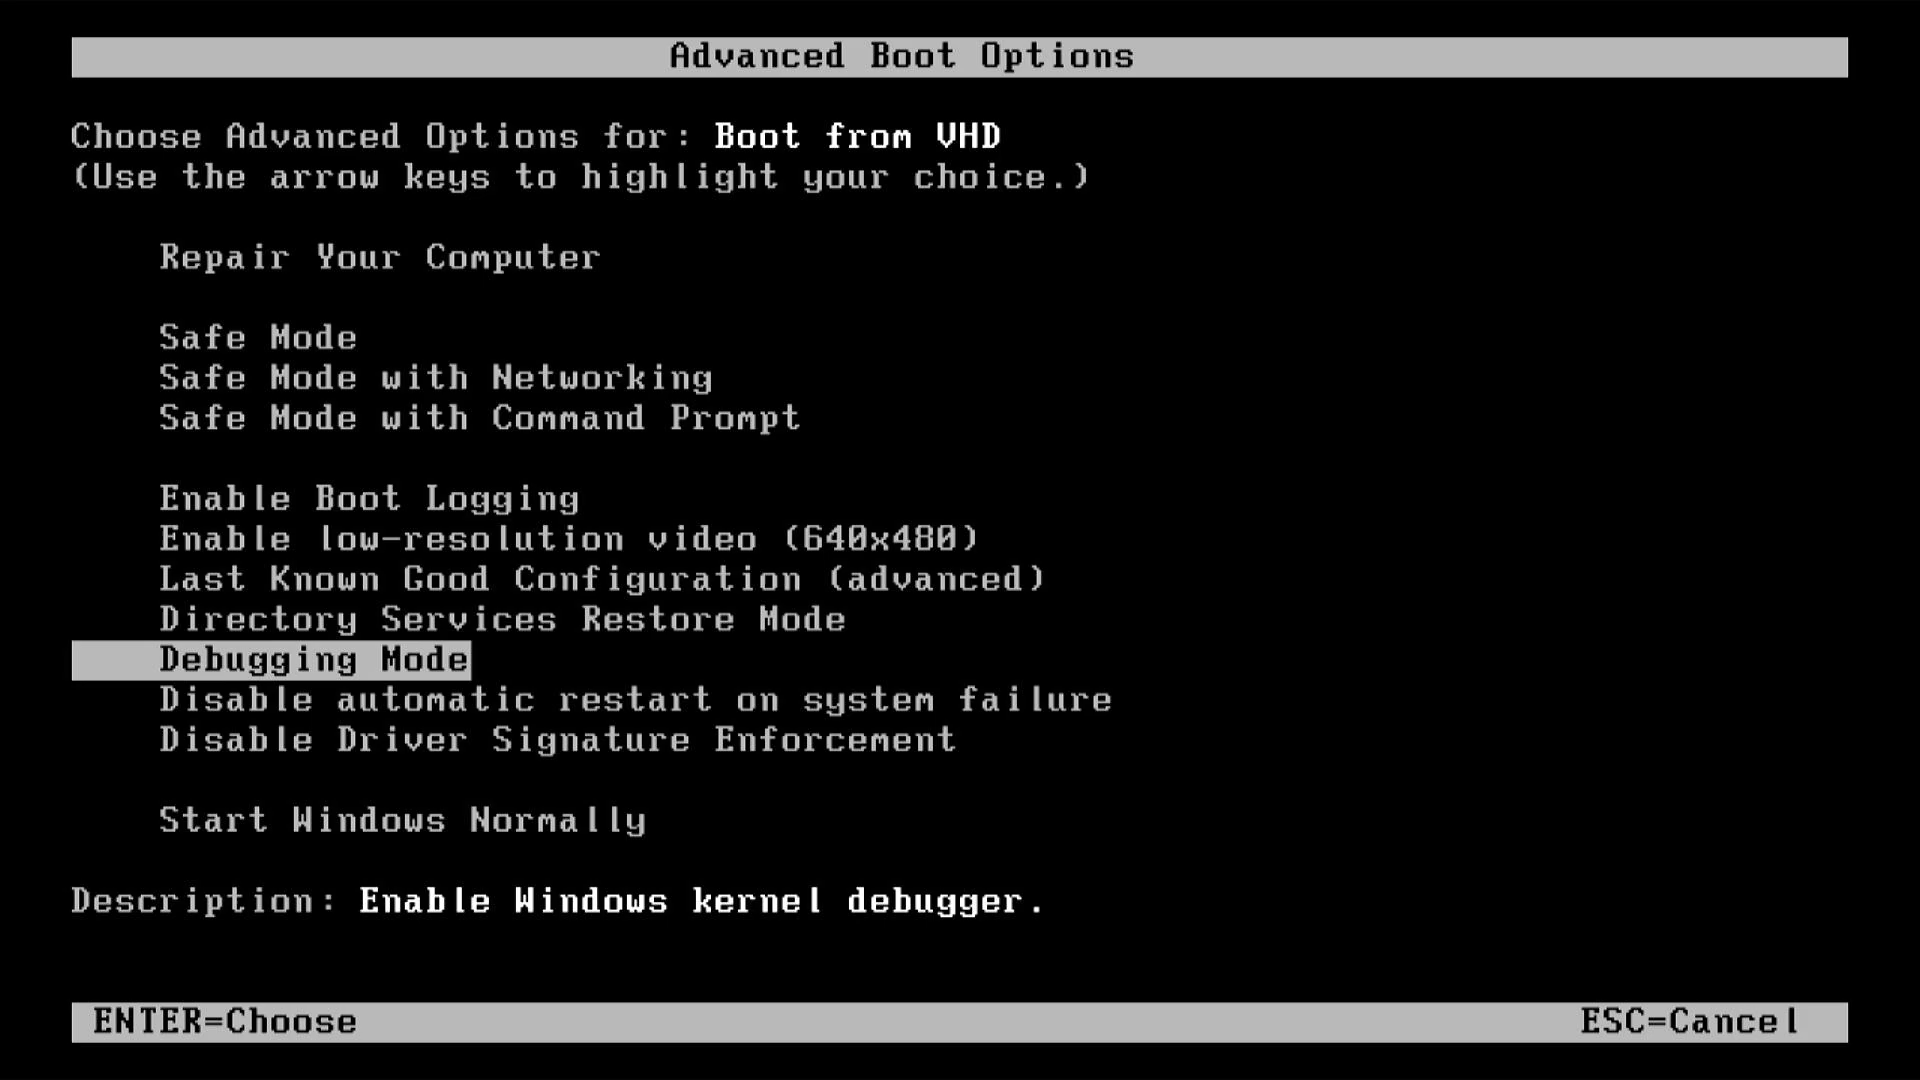 Advanced Boot Options
Choose Advanced Options for: Boot from VHD
(Use the arrow keys to highlight your choice.)
Repair Your Computer
Safe Mode
Safe Mode with Networking
Safe Mode with Command Prompt
Enable Boot Logging
Enable low-resolution video (640x480)
Last Known Good Configuration (advanced)
Directory Services Restore Mode
Debugging Mode
Disable automatic restart on system failure
Disable Driver Signature Enforcement
Start Windows Normally
Description: Enable Windows kernel debugger.
ENTER=Choose ESC=Cancel